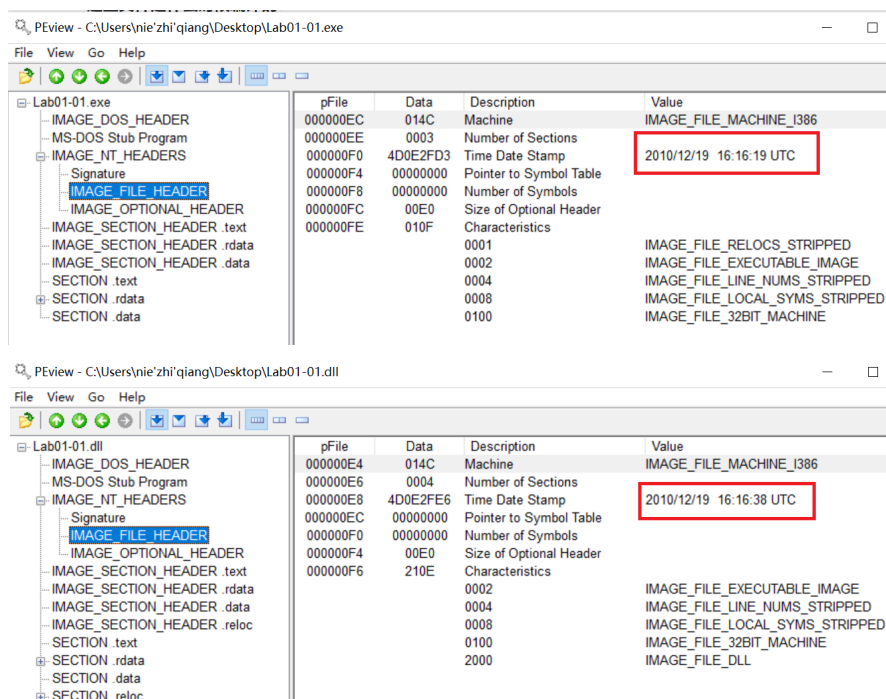 PEview - C:\Users\nie'zhi'qiang\Desktop\Lab01-01.exe
File View Go Help
Lab01-01.exe
IMAGE_DOS_HEADER
MS-DOS Stub Program
IMAGE_NT_HEADERS
Signature
IMAGE_FILE_HEADER
IMAGE_OPTIONAL_HEADER
IMAGE_SECTION_HEADER .text
IMAGE_SECTION_HEADER .rdata
IMAGE_SECTION_HEADER .data
SECTION .text
SECTION .rdata
SECTION .data
pFile Data Description Value
000000EC 014C Machine IMAGE_FILE_MACHINE_I386
000000EE 0003 Number of Sections
000000F0 4D0E2FD3 Time Date Stamp 2010/12/19 16:16:19 UTC
000000F4 00000000 Pointer to Symbol Table
000000F8 00000000 Number of Symbols
000000FC 00E0 Size of Optional Header
000000FE 010F Characteristics
0001 IMAGE_FILE_RELOCS_STRIPPED
0002 IMAGE_FILE_EXECUTABLE_IMAGE
0004 IMAGE_FILE_LINE_NUMS_STRIPPED
0008 IMAGE_FILE_LOCAL_SYMS_STRIPPED
0100 IMAGE_FILE_32BIT_MACHINE
PEview - C:\Users\nie'zhi'qiang\Desktop\Lab01-01.dll
File View Go Help
Lab01-01.dll
IMAGE_DOS_HEADER
MS-DOS Stub Program
IMAGE_NT_HEADERS
Signature
IMAGE_FILE_HEADER
IMAGE_OPTIONAL_HEADER
IMAGE_SECTION_HEADER .text
IMAGE_SECTION_HEADER .rdata
IMAGE_SECTION_HEADER .data
IMAGE_SECTION_HEADER .reloc
SECTION .text
SECTION .rdata
SECTION .data
SECTION .reloc
pFile Data Description Value
000000E4 014C Machine IMAGE_FILE_MACHINE_I386
000000E6 0004 Number of Sections
000000E8 4D0E2FE6 Time Date Stamp 2010/12/19 16:16:38 UTC
000000EC 00000000 Pointer to Symbol Table
000000F0 00000000 Number of Symbols
000000F4 00E0 Size of Optional Header
000000F6 210E Characteristics
0002 IMAGE_FILE_EXECUTABLE_IMAGE
0004 IMAGE_FILE_LINE_NUMS_STRIPPED
0008 IMAGE_FILE_LOCAL_SYMS_STRIPPED
0100 IMAGE_FILE_32BIT_MACHINE
2000 IMAGE_FILE_DLL